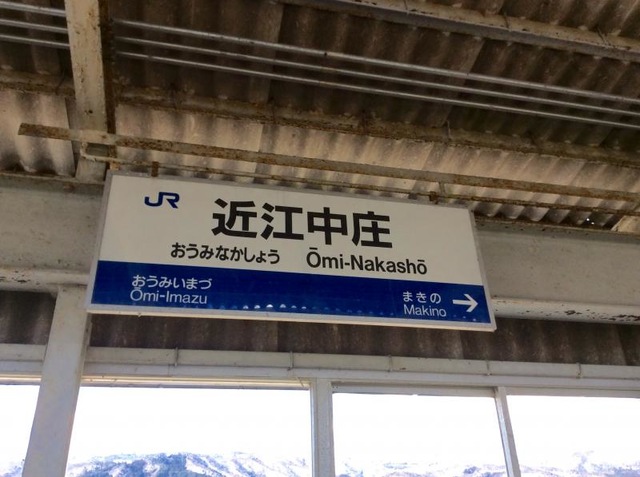 JR
近江中庄
おうみなかしょう Ōmi-Nakashō
おうみいまづ
Ōmi-Imazu
まきの →
Makino